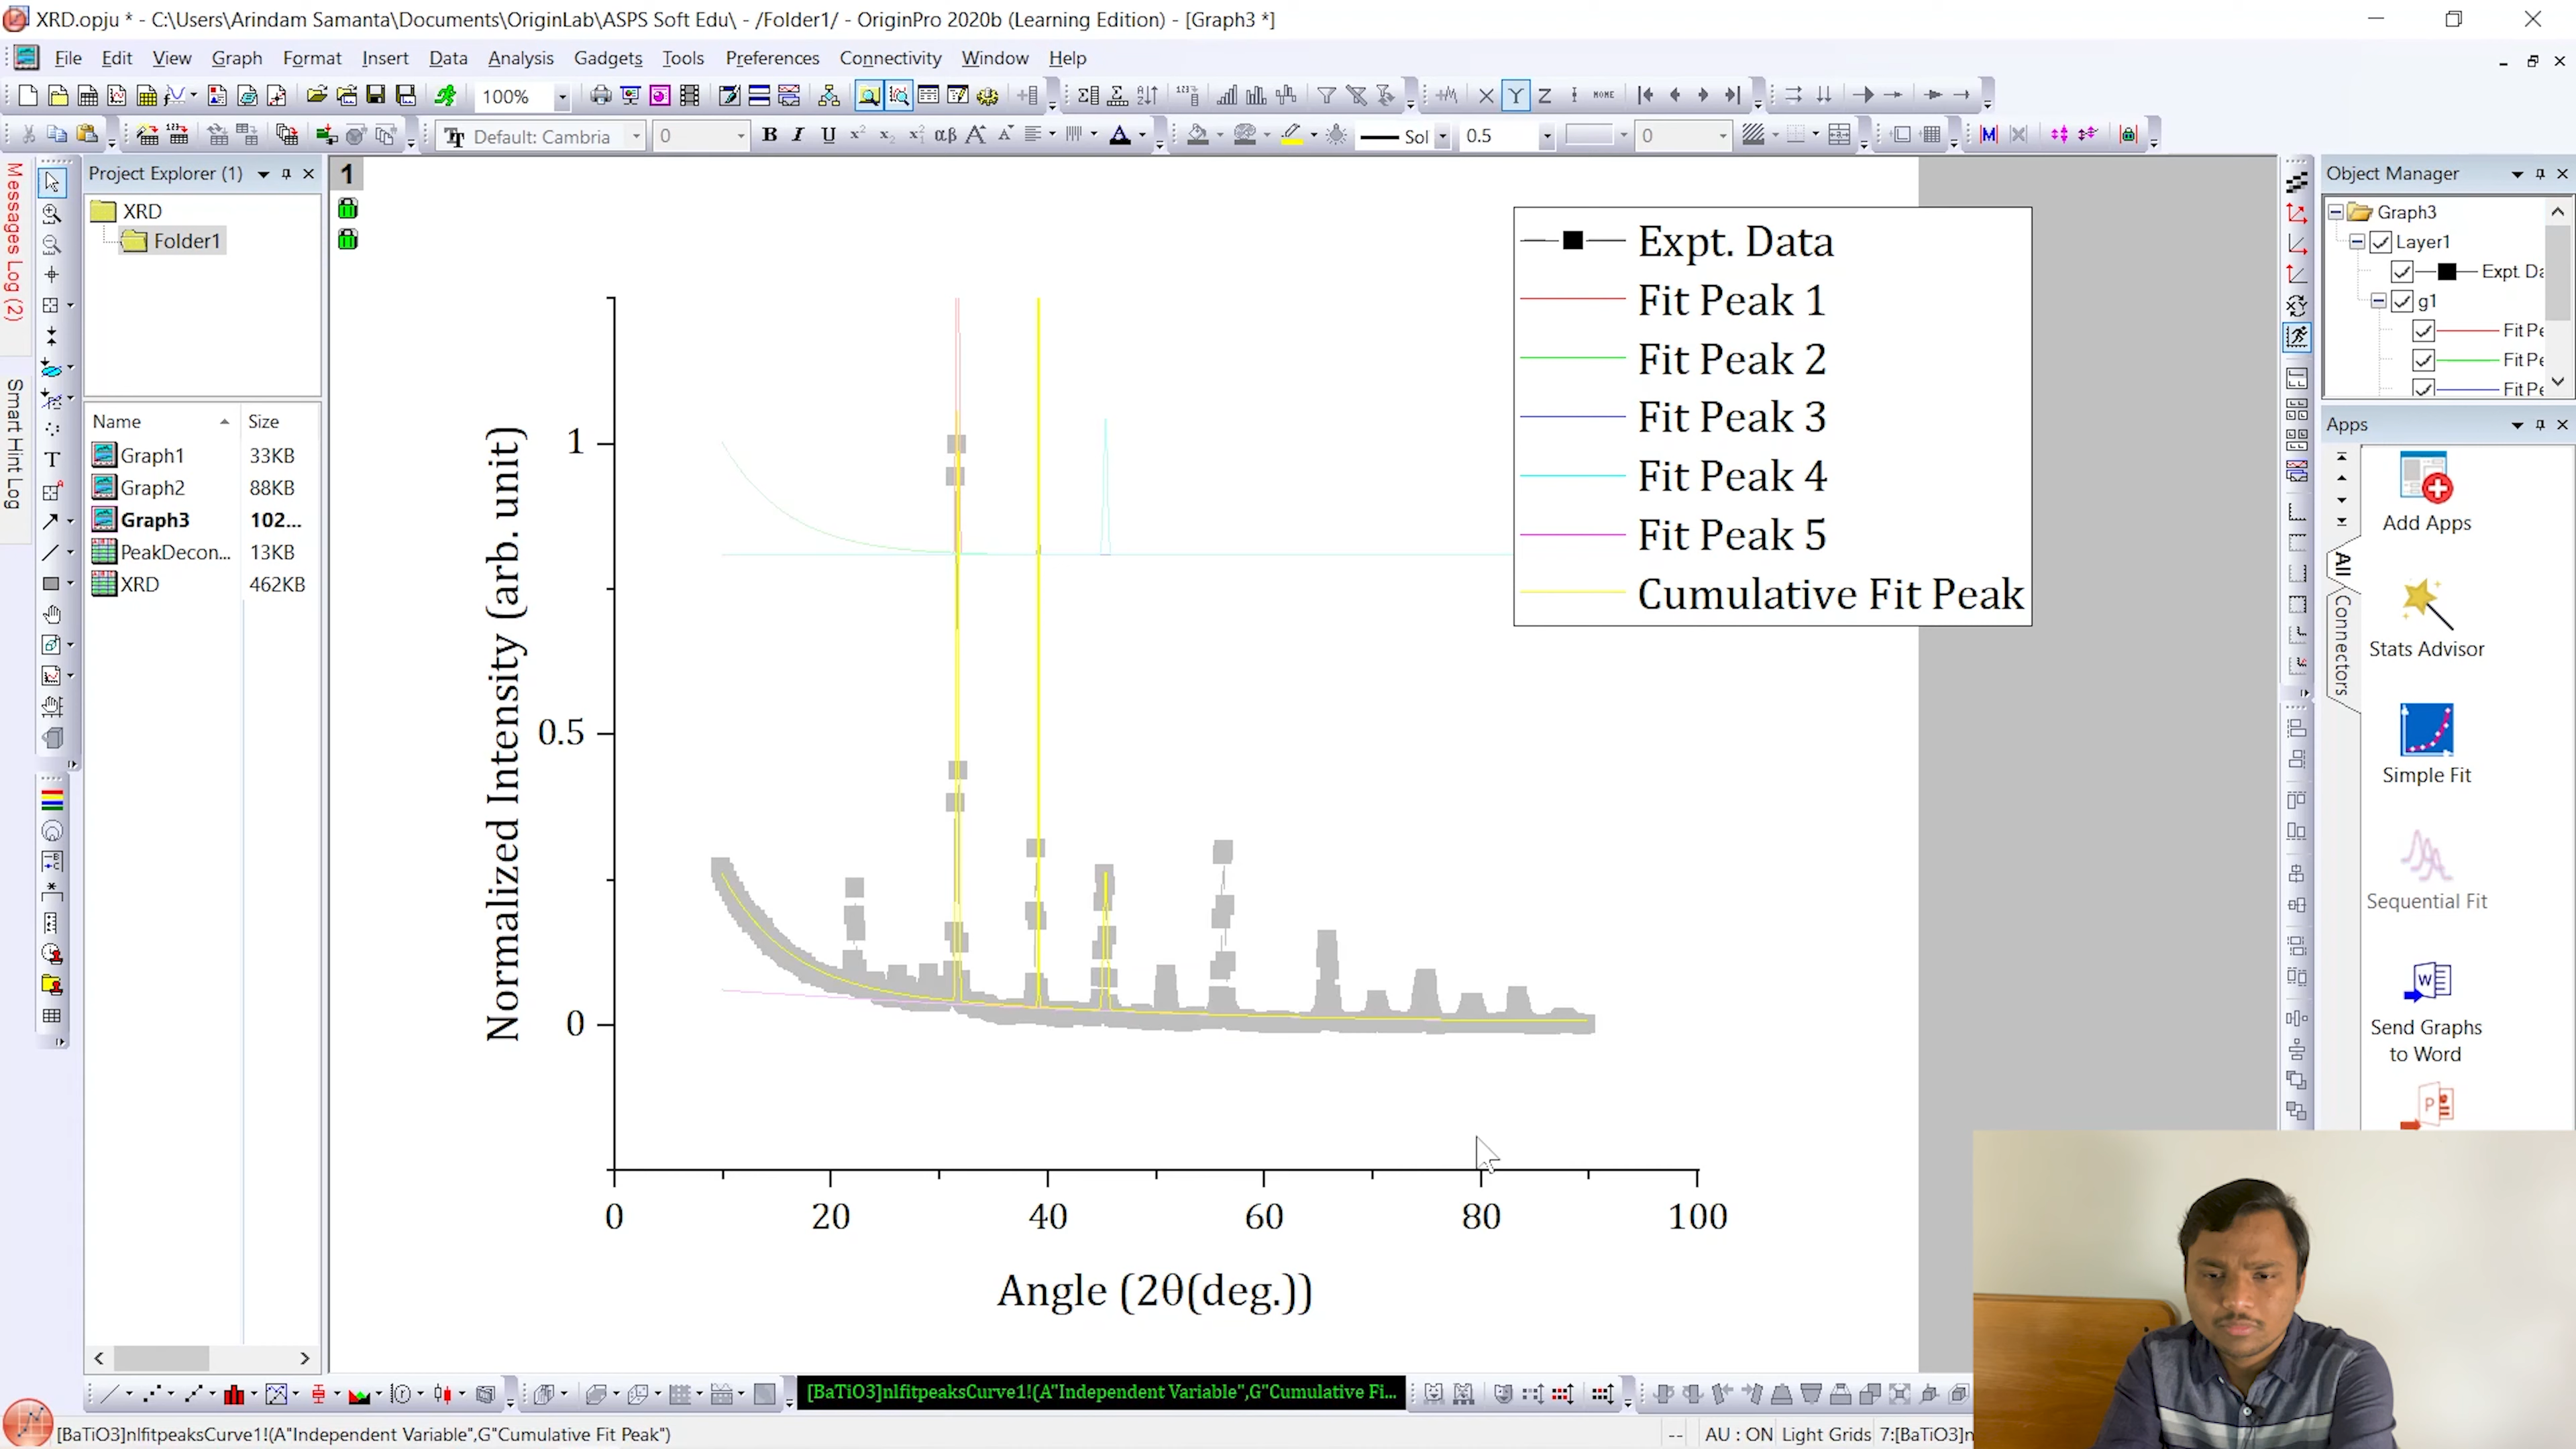 XRD.opju * - C:\Users\Arindam Samanta\Documents\OriginLab\ASPS Soft Edu\ - /Folder1/ - OriginPro 2020b (Learning Edition) - [Graph3 *]
File Edit View Graph Format Insert Data Analysis Gadgets Tools Preferences Connectivity Window Help
100%
Default: Cambria 0 B I U Sol 0.5 0
Messages Log (2)
Smart Hint Log
Project Explorer (1)
XRD
Folder1
Name Size
Graph1 33KB
Graph2 88KB
Graph3 102...
PeakDecon... 13KB
XRD 462KB
1
Expt. Data
Fit Peak 1
Fit Peak 2
Fit Peak 3
Fit Peak 4
Fit Peak 5
Cumulative Fit Peak
Normalized Intensity (arb. unit)
1
0.5
0
0 20 40 60 80 100
Angle (2θ(deg.))
Object Manager
Graph3
Layer1
Expt. Da
g1
Fit Pe
Fit Pe
Fit Pe
Apps
All
Connectors
Add Apps
Stats Advisor
Simple Fit
Sequential Fit
Send Graphs
to Word
[BaTiO3]nlfitpeaksCurve1!(A"Independent Variable",G"Cumulative Fi...
[BaTiO3]nlfitpeaksCurve1!(A"Independent Variable",G"Cumulative Fit Peak")
-- AU : ON Light Grids 7:[BaTiO3]n